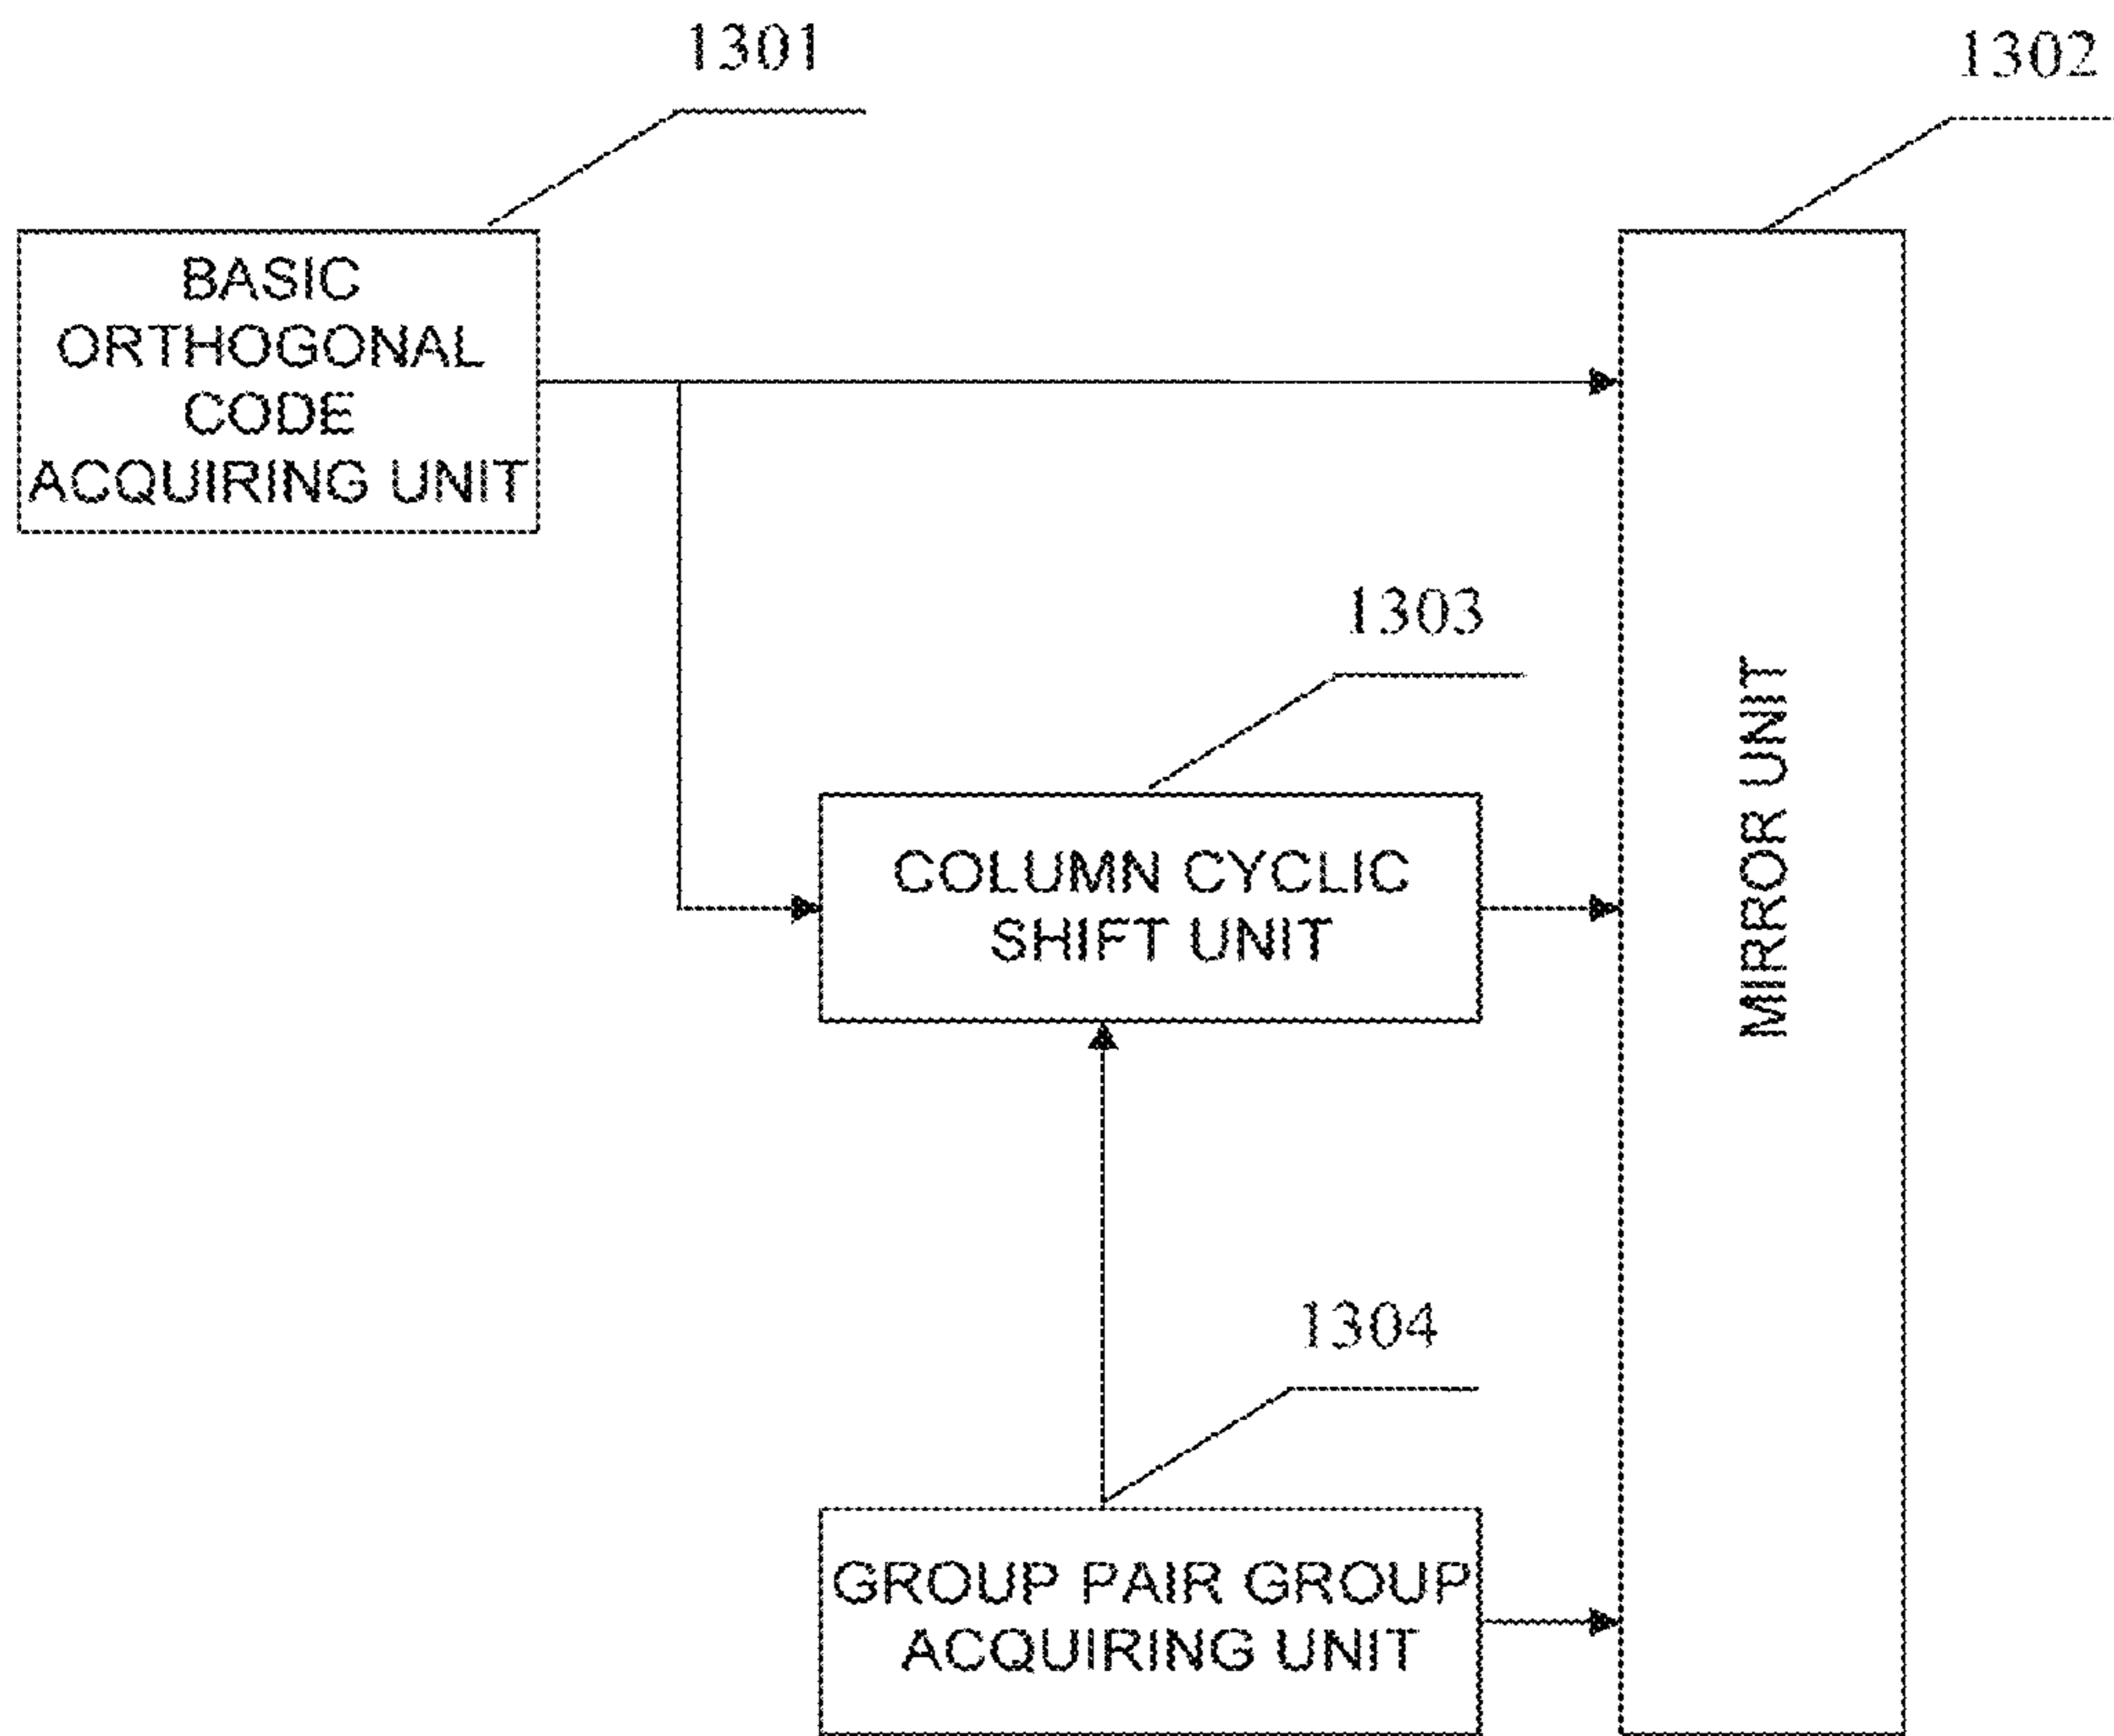 1301
1302
BASIC
ORTHOGONAL
CODE
ACQUIRING UNIT
1303
COLUMN CYCLIC
SHIFT UNIT
MIRROR UNIT
1304
GROUP PAIR GROUP
ACQUIRING UNIT